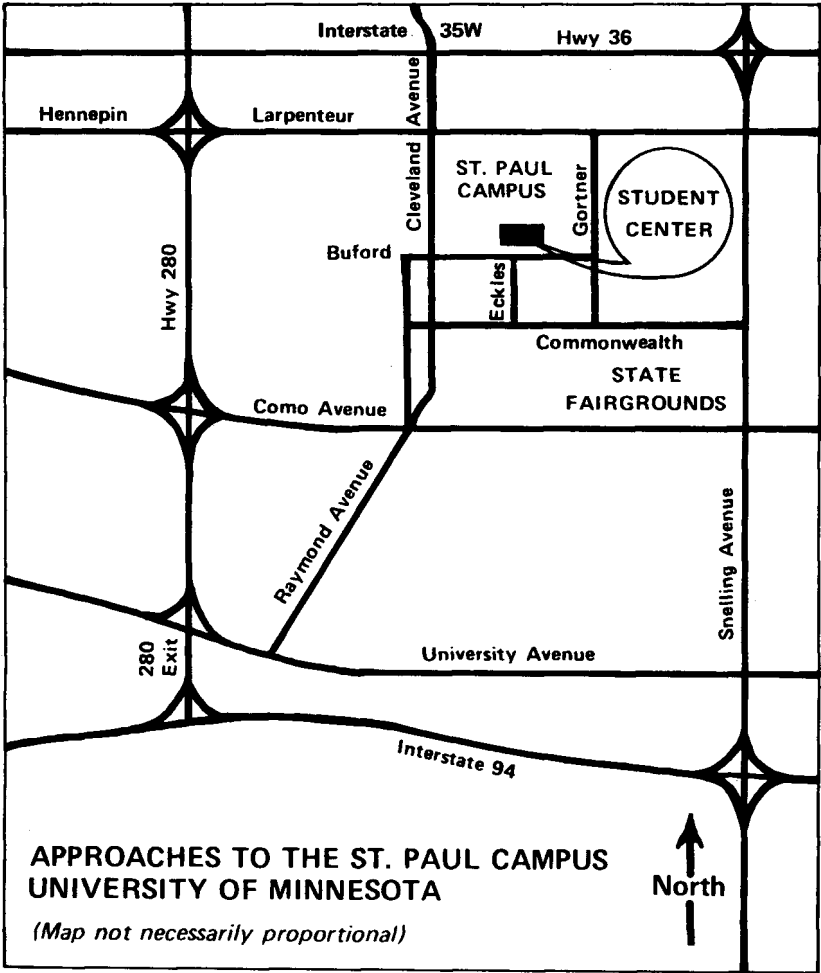 Interstate 35W
Hwy 36
Hennepin
Larpenteur
Cleveland Avenue
ST. PAUL
CAMPUS
Gortner
STUDENT
CENTER
Buford
Hwy 280
Eckles
Commonwealth
STATE
FAIRGROUNDS
Como Avenue
Raymond Avenue
Snelling Avenue
280
Exit
University Avenue
Interstate 94
APPROACHES TO THE ST. PAUL CAMPUS
UNIVERSITY OF MINNESOTA
(Map not necessarily proportional)
North